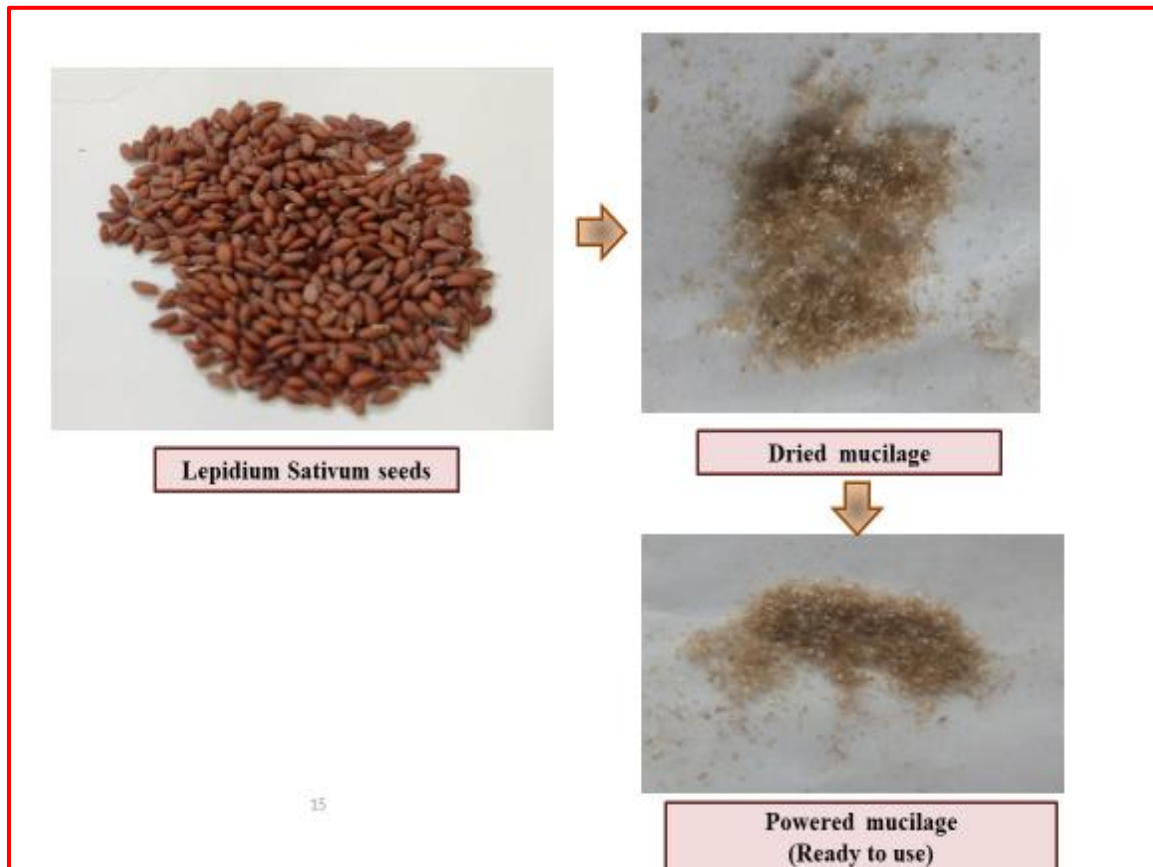 Lepidium Sativum seeds
Dried mucilage
Powered mucilage
(Ready to use)
15